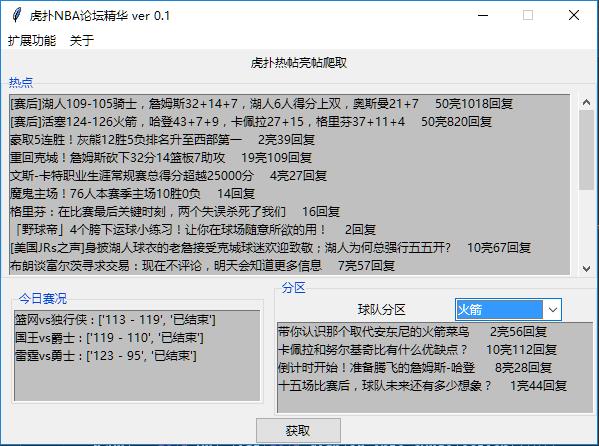 虎扑NBA论坛精华 ver 0.1
扩展功能 关于
虎扑热帖亮帖爬取
热点
[赛后]湖人109-105骑士，詹姆斯32+14+7，湖人6人得分上双，奥斯曼21+7 50亮1018回复
[赛后]活塞124-126火箭，哈登43+7+9，卡佩拉27+15，格里芬37+11+4 50亮820回复
豪取5连胜！灰熊12胜5负排名升至西部第一 2亮39回复
重回克城！詹姆斯砍下32分14篮板7助攻 19亮109回复
文斯-卡特职业生涯常规赛总得分超越25000分 4亮27回复
魔鬼主场！76人本赛季主场10胜0负 14回复
格里芬：在比赛最后关键时刻，两个失误杀死了我们 16回复
「野球帝」4个胯下运球小练习！让你在球场随意所欲的用！ 2回复
[美国JRs之声]身披湖人球衣的老詹接受克城球迷欢迎致敬；湖人为何总强行五五开? 10亮67回复
布朗谈富尔茨寻求交易：现在不评论，明天会知道更多信息 7亮57回复
今日赛况
篮网vs独行侠：['113 - 119', '已结束']
国王vs爵士：['119 - 110', '已结束']
雷霆vs勇士：['123 - 95', '已结束']
分区
球队分区 火箭
带你认识那个取代安东尼的火箭菜鸟 2亮56回复
卡佩拉和努尔基奇比有什么优缺点？ 10亮112回复
倒计时开始！准备腾飞的詹姆斯-哈登 8亮28回复
十五场比赛后，球队未来还有多少想象？ 1亮44回复
获取